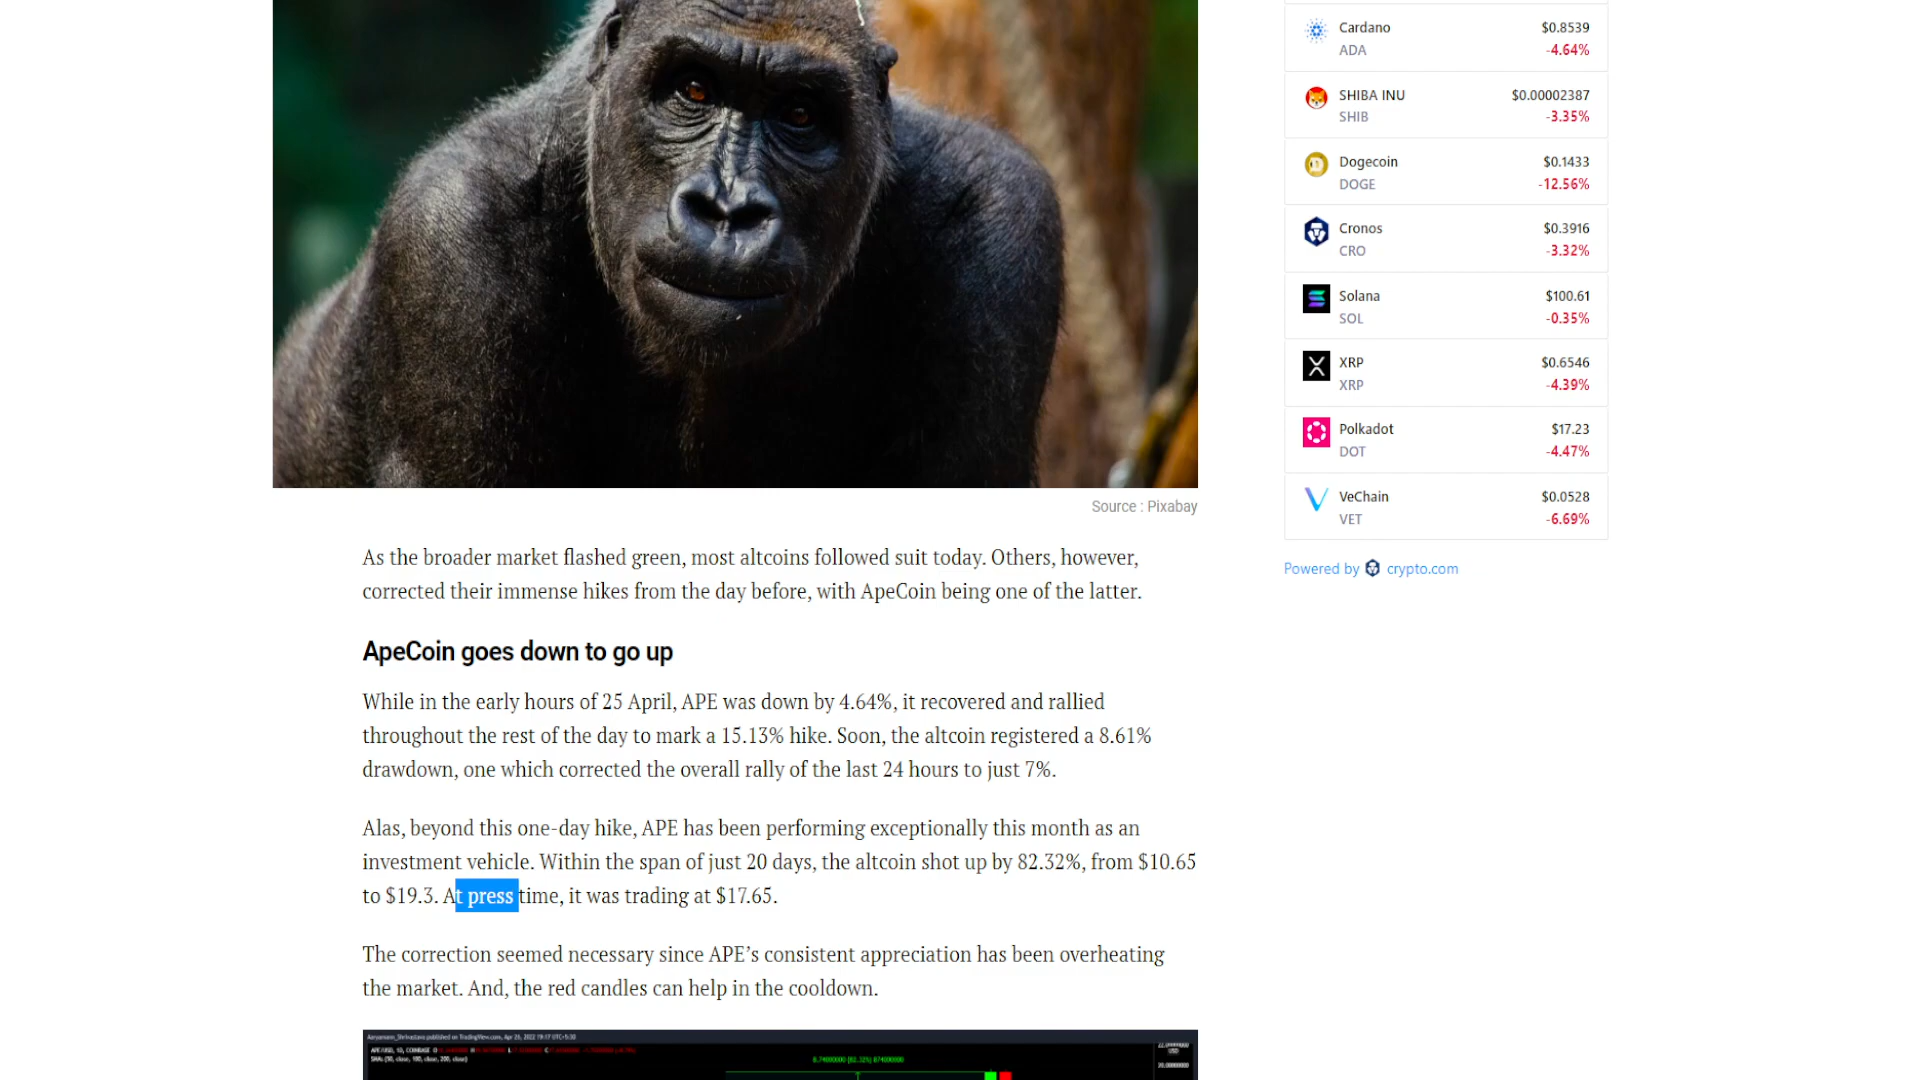 Cardano
$0.8539
ADA
-4.64%
SHIBA INU
$0.00002387
SHIB
-3.35%
Dogecoin
$0.1433
DOGE
-12.56%
Cronos
$0.3916
CRO
-3.32%
Solana
$100.61
SOL
-0.35%
XRP
$0.6546
XRP
-4.39%
Polkadot
$17.23
DOT
-4.47%
VeChain
$0.0528
VET
-6.69%
Powered by crypto.com
Source : Pixabay
As the broader market flashed green, most altcoins followed suit today. Others, however,
corrected their immense hikes from the day before, with ApeCoin being one of the latter.
ApeCoin goes down to go up
While in the early hours of 25 April, APE was down by 4.64%, it recovered and rallied
throughout the rest of the day to mark a 15.13% hike. Soon, the altcoin registered a 8.61%
drawdown, one which corrected the overall rally of the last 24 hours to just 7%.
Alas, beyond this one-day hike, APE has been performing exceptionally this month as an
investment vehicle. Within the span of just 20 days, the altcoin shot up by 82.32%, from $10.65
to $19.3. At press time, it was trading at $17.65.
The correction seemed necessary since APE’s consistent appreciation has been overheating
the market. And, the red candles can help in the cooldown.